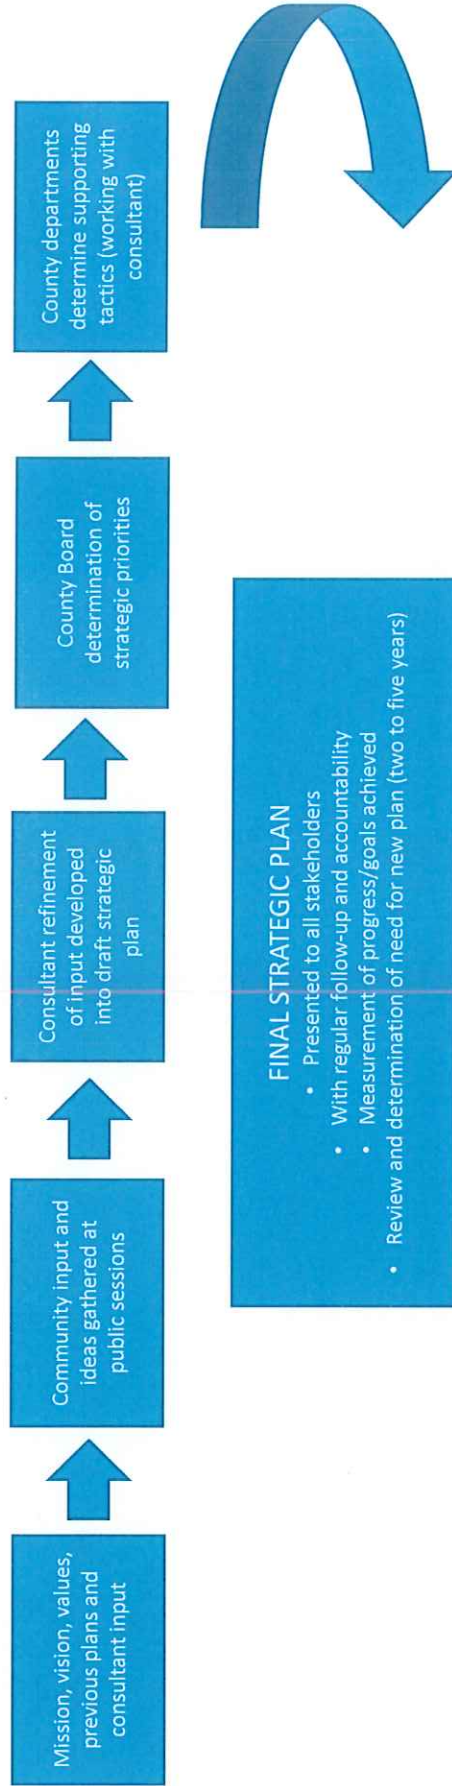 Mission, vision, values,
previous plans and
consultant input
Community input and
ideas gathered at
public sessions
Consultant refinement
of input developed
into draft strategic
plan
County Board
determination of
strategic priorities
County departments
determine supporting
tactics (working with
consultant)
FINAL STRATEGIC PLAN
• Presented to all stakeholders
• With regular follow-up and accountability
• Measurement of progress/goals achieved
• Review and determination of need for new plan (two to five years)